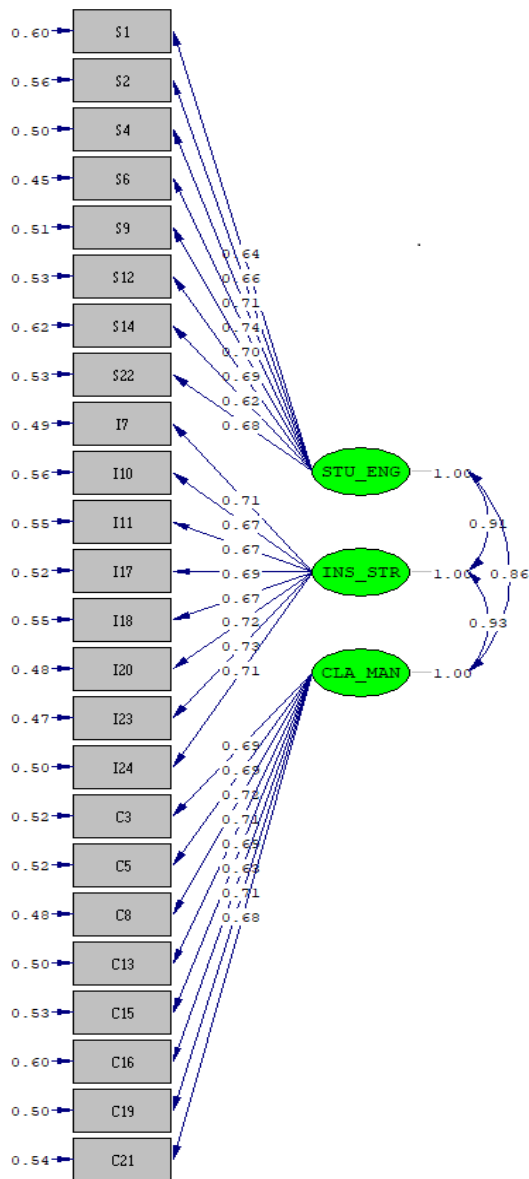 0.60 S1
0.56 S2
0.50 S4
0.45 S6
0.51 S9
0.64
0.53 S12 0.66
0.71
0.62 S14 0.74
0.70
0.53 S22 0.69
0.62
0.49 I7 0.68
0.56 I10 STU_ENG 1.00
0.71
0.55 I11 0.67 0.91
0.67
0.52 I17 0.69 INS_STR 1.00 0.86
0.67
0.55 I18 0.72 0.93
0.73
0.48 I20 0.71 CLA_MAN 1.00
0.47 I23
0.69
0.50 I24 0.69
0.72
0.52 C3 0.71
0.69
0.52 C5 0.63
0.71
0.48 C8 0.68
0.50 C13
0.53 C15
0.60 C16
0.50 C19
0.54 C21